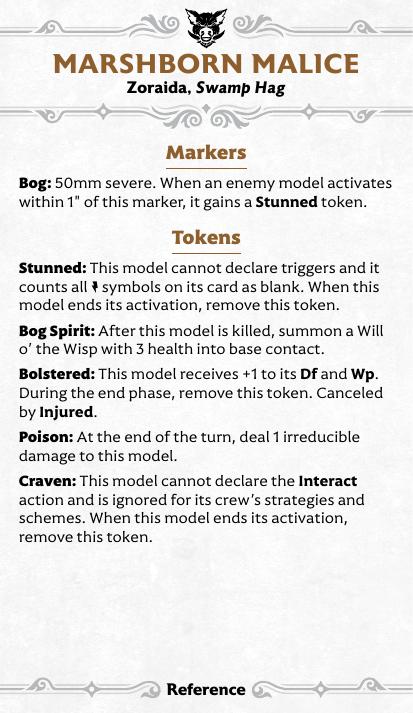 MARSHBORN MALICE
Zoraida, Swamp Hag
Markers
Bog: 50mm severe. When an enemy model activates
within 1" of this marker, it gains a Stunned token.
Tokens
Stunned: This model cannot declare triggers and it
counts all symbols on its card as blank. When this
model ends its activation, remove this token.
Bog Spirit: After this model is killed, summon a Will
o' the Wisp with 3 health into base contact.
Bolstered: This model receives +1 to its Df and Wp.
During the end phase, remove this token. Canceled
by Injured.
Poison: At the end of the turn, deal 1 irreducible
damage to this model.
Craven: This model cannot declare the Interact
action and is ignored for its crew's strategies and
schemes. When this model ends its activation,
remove this token.
Reference